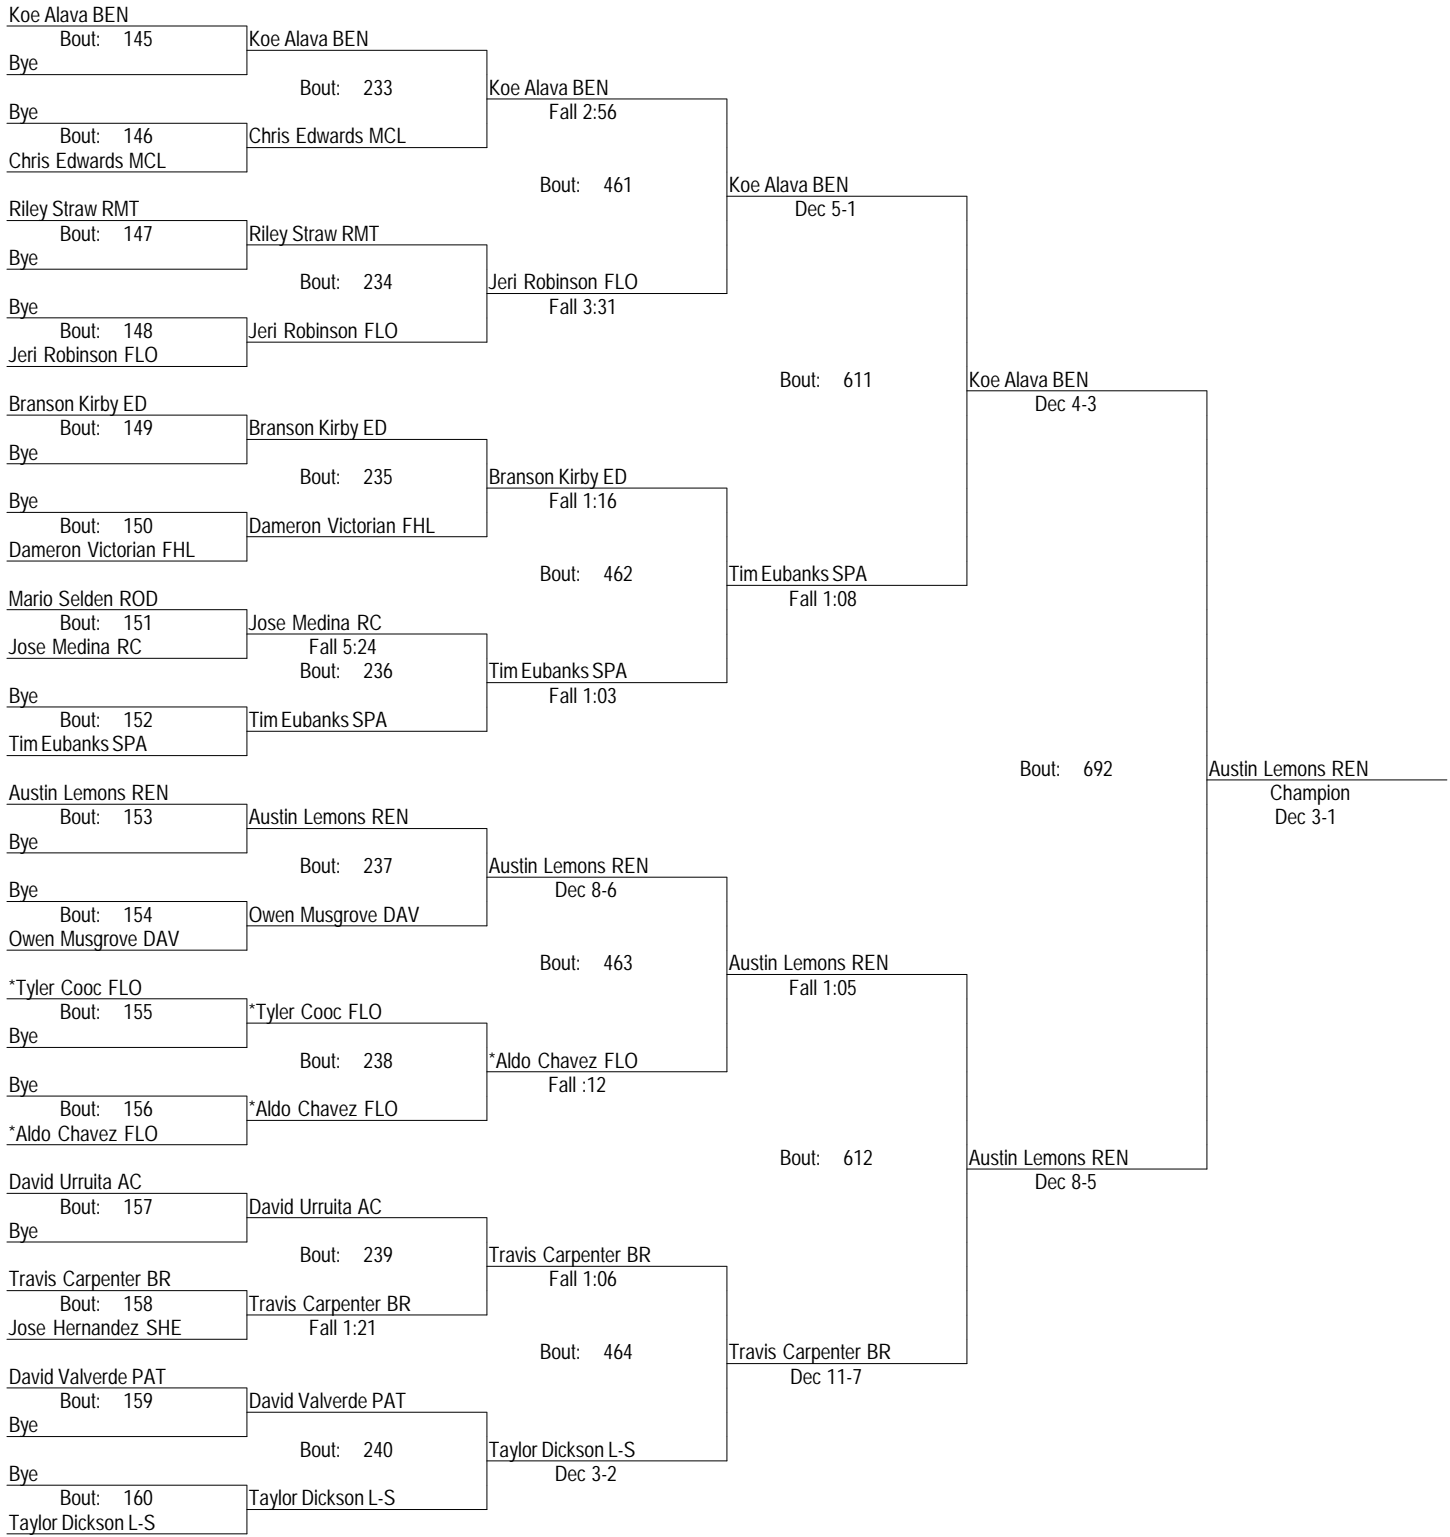 Koe Alava BEN
Bout: 145 Koe Alava BEN
Bye
Bout: 233 Koe Alava BEN
Bye Fall 2:56
Bout: 146 Chris Edwards MCL
Chris Edwards MCL
Bout: 461 Koe Alava BEN
Riley Straw RMT Dec 5-1
Bout: 147 Riley Straw RMT
Bye
Bout: 234 Jeri Robinson FLO
Bye Fall 3:31
Bout: 148 Jeri Robinson FLO
Jeri Robinson FLO
Bout: 611 Koe Alava BEN
Branson Kirby ED Dec 4-3
Bout: 149 Branson Kirby ED
Bye
Bout: 235 Branson Kirby ED
Bye Fall 1:16
Bout: 150 Dameron Victorian FHL
Dameron Victorian FHL
Bout: 462 Tim Eubanks SPA
Mario Selden ROD Fall 1:08
Bout: 151 Jose Medina RC
Jose Medina RC Fall 5:24
Bout: 236 Tim Eubanks SPA
Bye Fall 1:03
Bout: 152 Tim Eubanks SPA
Tim Eubanks SPA
Bout: 692 Austin Lemons REN
Austin Lemons REN Champion
Bout: 153 Austin Lemons REN Dec 3-1
Bye
Bout: 237 Austin Lemons REN
Bye Dec 8-6
Bout: 154 Owen Musgrove DAV
Owen Musgrove DAV
Bout: 463 Austin Lemons REN
*Tyler Cooc FLO Fall 1:05
Bout: 155 *Tyler Cooc FLO
Bye
Bout: 238 *Aldo Chavez FLO
Bye Fall :12
Bout: 156 *Aldo Chavez FLO
*Aldo Chavez FLO
Bout: 612 Austin Lemons REN
David Urruita AC Dec 8-5
Bout: 157 David Urruita AC
Bye
Bout: 239 Travis Carpenter BR
Travis Carpenter BR Fall 1:06
Bout: 158 Travis Carpenter BR
Jose Hernandez SHE Fall 1:21
Bout: 464 Travis Carpenter BR
David Valverde PAT Dec 11-7
Bout: 159 David Valverde PAT
Bye
Bout: 240 Taylor Dickson L-S
Bye Dec 3-2
Bout: 160 Taylor Dickson L-S
Taylor Dickson L-S